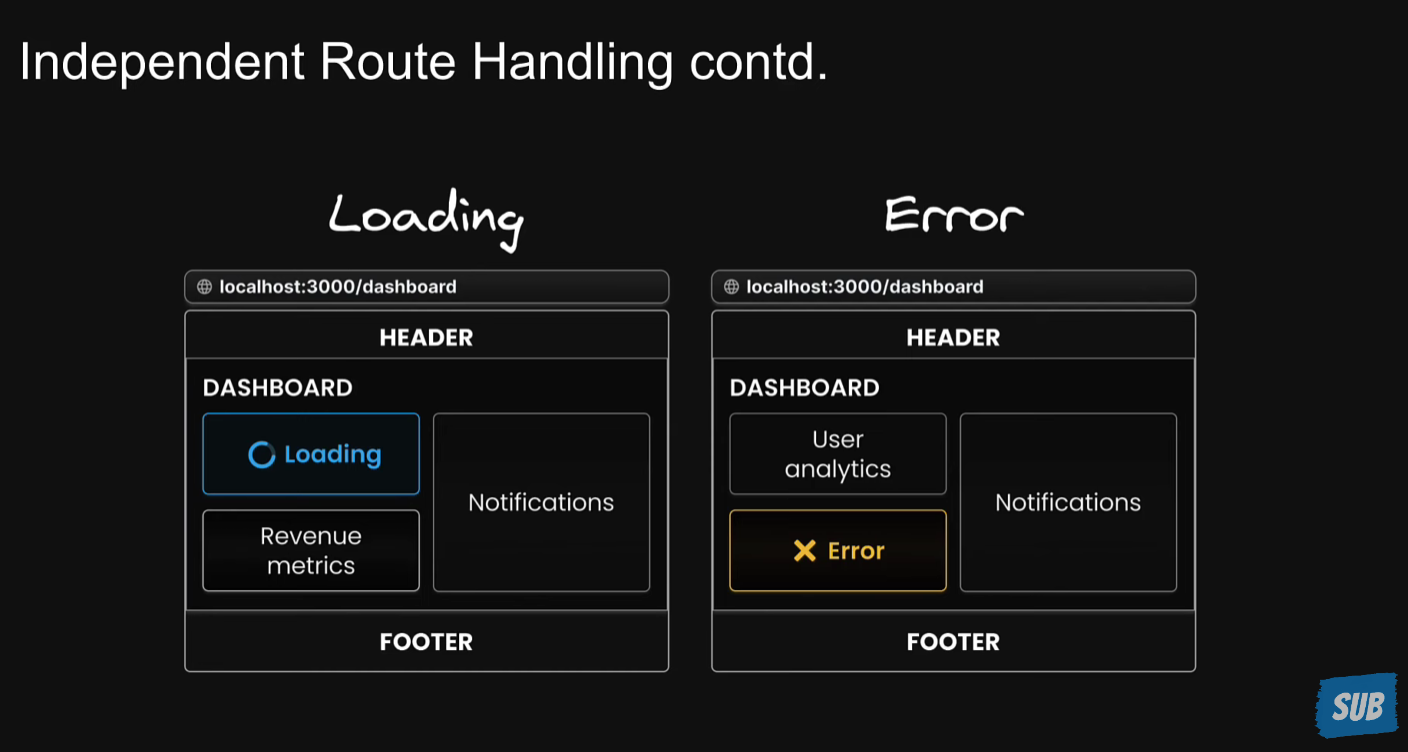 Independent Route Handling contd.
Loading
localhost:3000/dashboard
HEADER
DASHBOARD
Loading
Revenue
metrics
Notifications
FOOTER
Error
localhost:3000/dashboard
HEADER
DASHBOARD
User
analytics
Error
Notifications
FOOTER
SUB